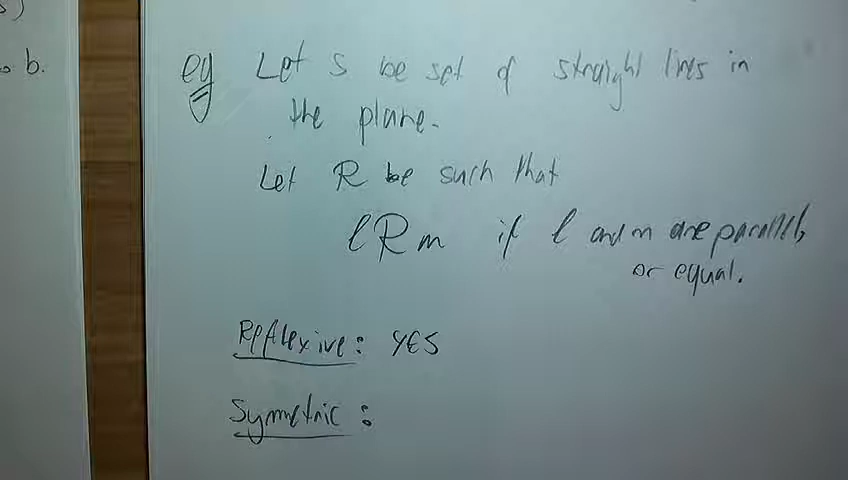 o b.
eg Let S be set of straight lines in
the plane.
Let R be such that
l R m if l and m are parallel,
or equal.
Reflexive: YES
Symmetric: